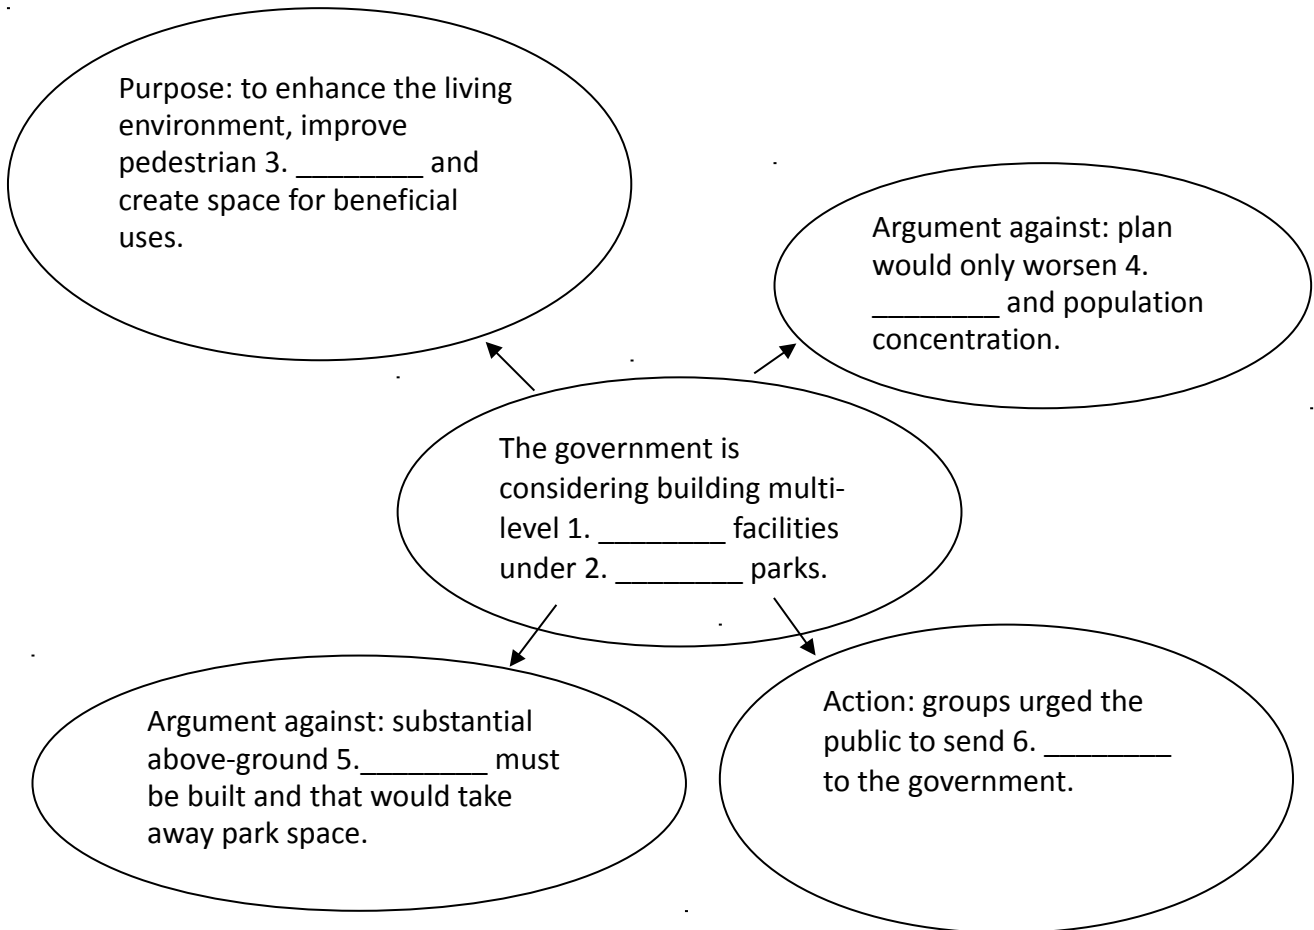 Purpose: to enhance the living
environment, improve
pedestrian 3. ________ and
create space for beneficial
uses.
Argument against: plan
would only worsen 4.
________ and population
concentration.
The government is
considering building multi-
level 1. ________ facilities
under 2. ________ parks.
Argument against: substantial
above-ground 5.________ must
be built and that would take
away park space.
Action: groups urged the
public to send 6. ________
to the government.